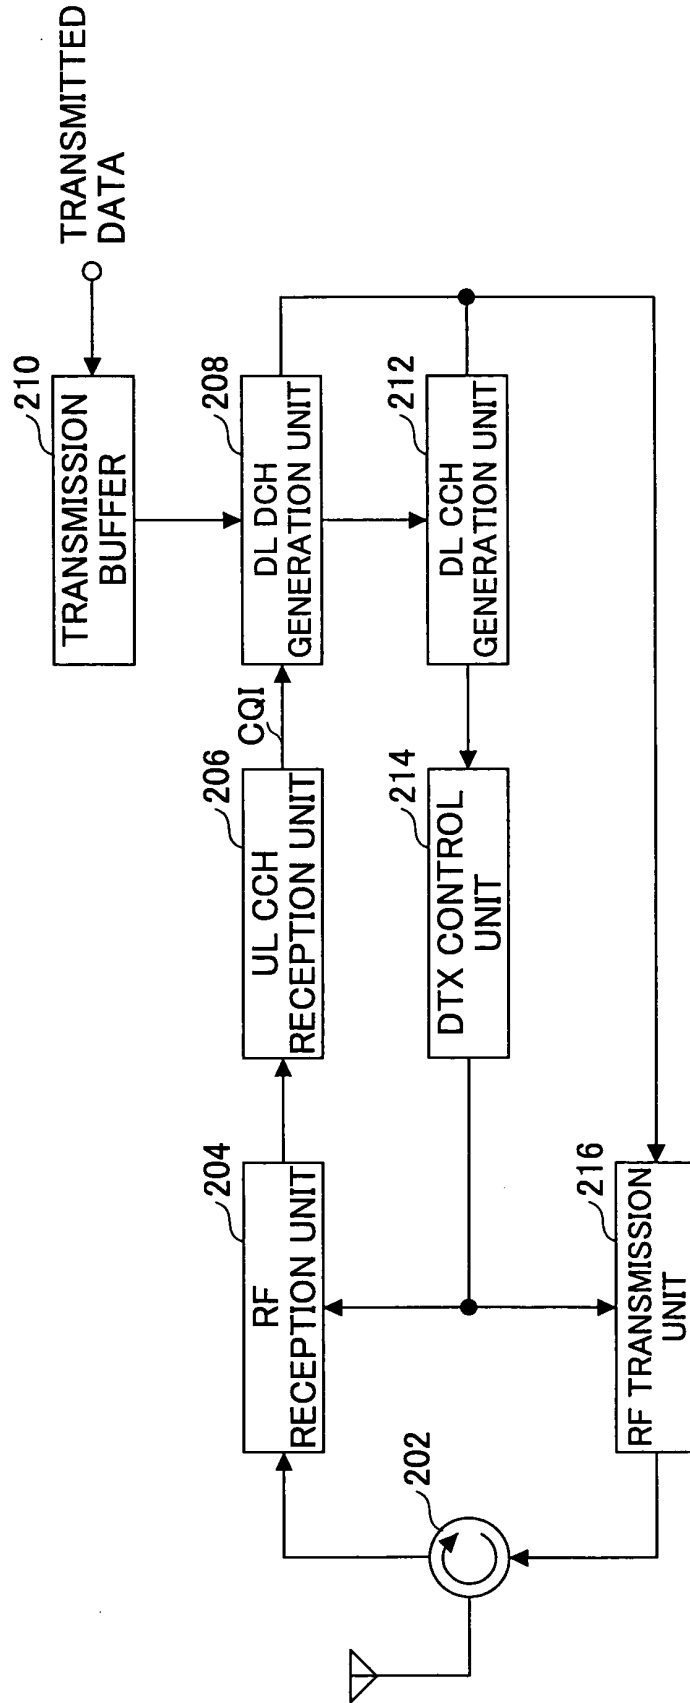 TRANSMITTED
DATA
210
TRANSMISSION
BUFFER
204
RF
RECEPTION UNIT
206
UL CCH
RECEPTION UNIT
CQI
208
DL DCH
GENERATION UNIT
202
214
DTX CONTROL
UNIT
212
DL CCH
GENERATION UNIT
216
RF TRANSMISSION
UNIT